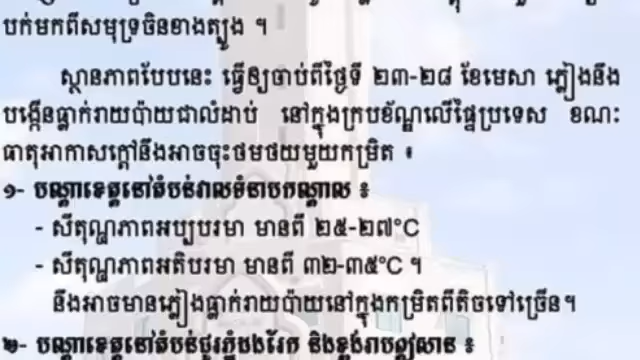 បក់មកពីសមុទ្រចិនខាងត្បូង ។
ស្ថានភាពបែបនេះ ធ្វើឲ្យចាប់ពីថ្ងៃទី ២៣-២៨ ខែមេសា ភ្លៀងនឹង
បង្កើនធ្លាក់រាយប៉ាយជាលំដាប់ នៅក្នុងក្របខ័ណ្ឌលើផ្ទៃប្រទេស ខណៈ
ធាតុអាកាសក្តៅនឹងអាចចុះថមថយមួយកម្រិត ។
១- បណ្តាខេត្តនៅតំបន់វាលទំនាបកណ្តាល ៖
- សីតុណ្ហភាពអប្បបរមា មានពី ២៥-២៧°C
- សីតុណ្ហភាពអតិបរមា មានពី ៣២-៣៥°C ។
នឹងអាចមានភ្លៀងធ្លាក់រាយប៉ាយនៅក្នុងកម្រិតពីតិចទៅច្រើន។
២- បណ្តាខេត្តនៅតំបន់ជួរភ្នំដងរែក និងខ្ពង់រាបឦសាន ៖